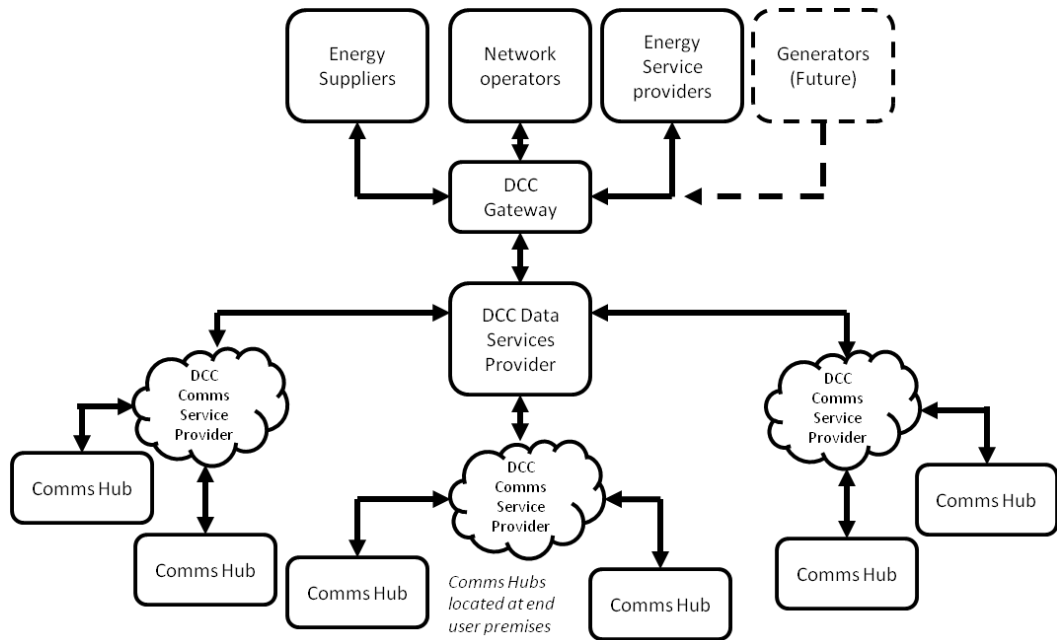 Energy
Suppliers
Network
operators
Energy
Service
providers
Generators
(Future)
DCC
Gateway
DCC Data
Services
Provider
DCC
Comms
Service
Provider
DCC
Comms
Service
Provider
DCC
Comms
Service
Provider
Comms Hub
Comms Hub
Comms Hub
Comms Hubs
located at end
user premises
Comms Hub
Comms Hub
Comms Hub